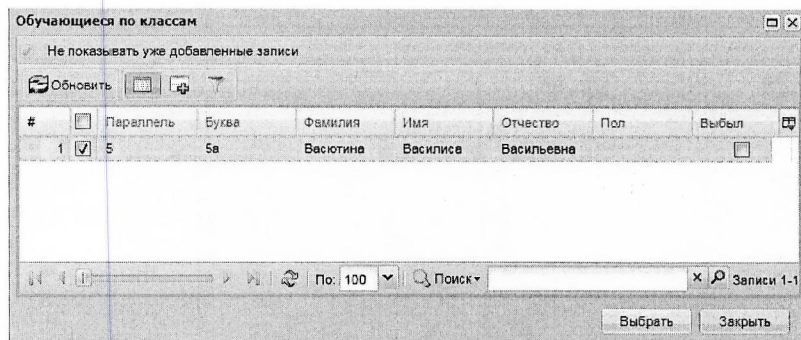 Обучающиеся по классам
Не показывать уже добавленные записи
Обновить
# Параллель Буква Фамилия Имя Отчество Пол Выбыл
1 5 5а Васютина Василиса Васильевна
По: 100 Поиск Записи 1-1
Выбрать Закрыть